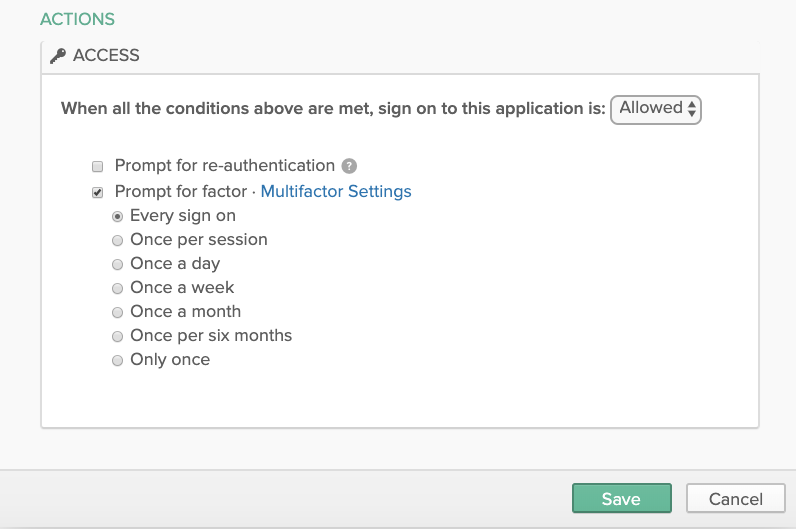 ACTIONS
ACCESS
When all the conditions above are met, sign on to this application is: Allowed
Prompt for re-authentication ?
Prompt for factor · Multifactor Settings
Every sign on
Once per session
Once a day
Once a week
Once a month
Once per six months
Only once
Save Cancel